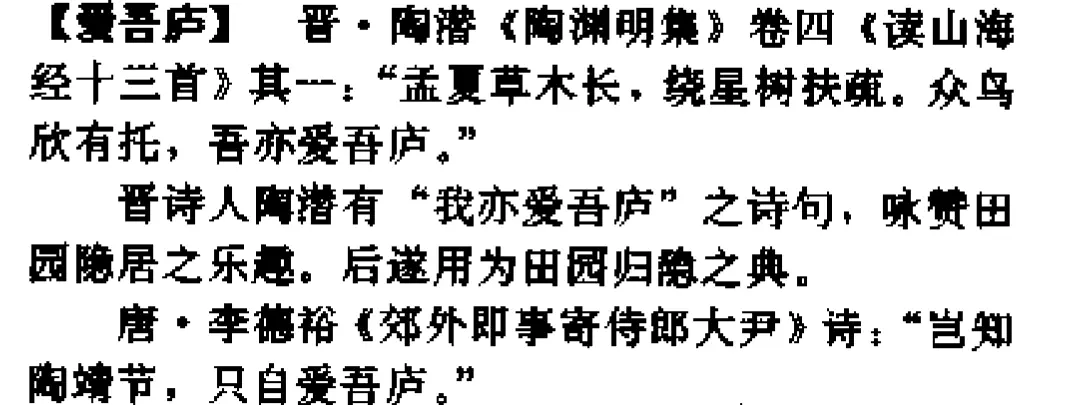 【爱吾庐】 晋·陶潜《陶渊明集》卷四《读山海
经十三首》其一：“孟夏草木长，绕星树扶疏。众鸟
欣有托，吾亦爱吾庐。”
晋诗人陶潜有“我亦爱吾庐”之诗句，咏赞田
园隐居之乐趣。后遂用为田园归隐之典。
唐·李德裕《郊外即事寄侍郎大尹》诗：“岂知
陶靖节，只自爱吾庐。”